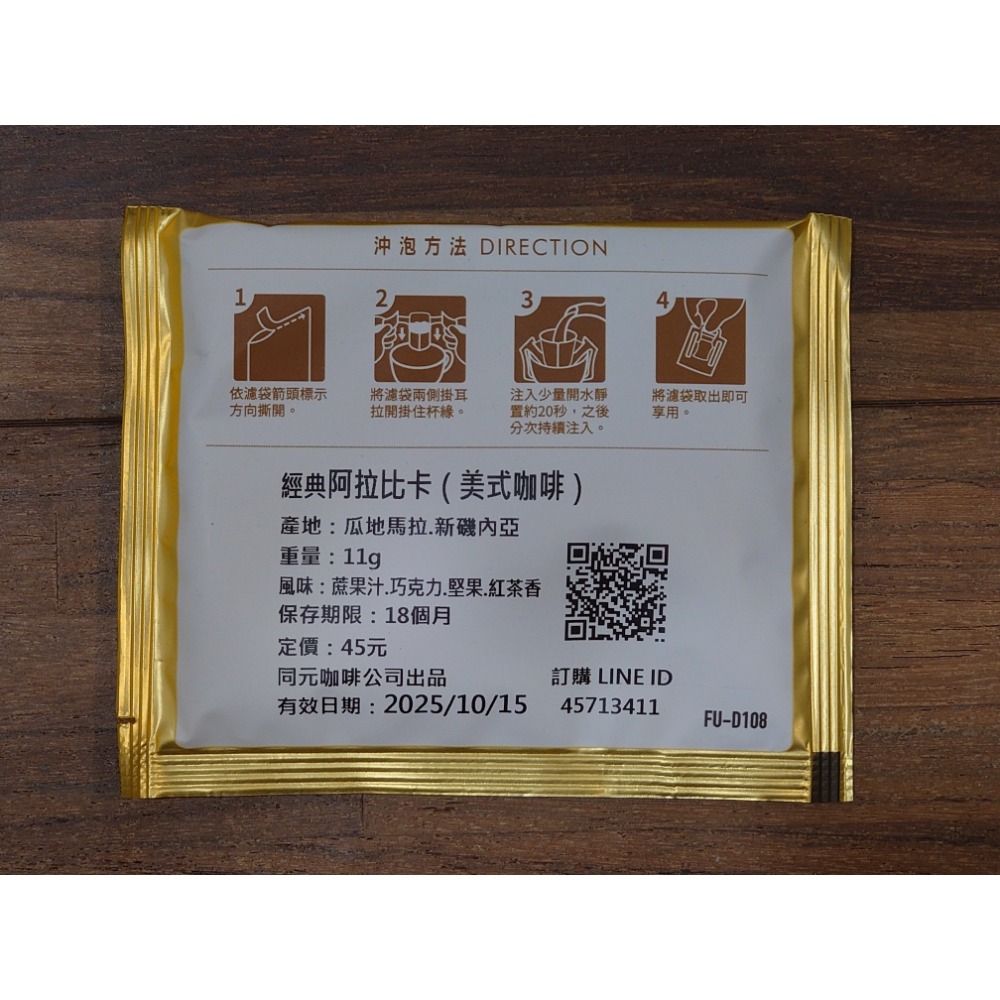 沖泡方法 DIRECTION
1
2
3
4
依濾袋箭頭標示
方向撕開。
將濾袋兩側掛耳
拉開掛住杯緣。
注入少量開水靜
置約20秒，之後
分次持續注入。
將濾袋取出即可
享用。
經典阿拉比卡(美式咖啡)
產地：瓜地馬拉.新磯內亞
重量：11g
風味：蔗果汁.巧克力.堅果.紅茶香
保存期限：18個月
定價：45元
同元咖啡公司出品
有效日期：2025/10/15
訂購 LINE ID
45713411
FU-D108